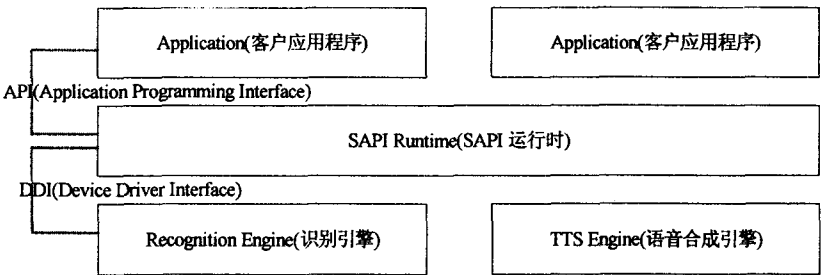 Application(客户应用程序)
Application(客户应用程序)
API(Application Programming Interface)
SAPI Runtime(SAPI 运行时)
DDI(Device Driver Interface)
Recognition Engine(识别引擎)
TTS Engine(语音合成引擎)